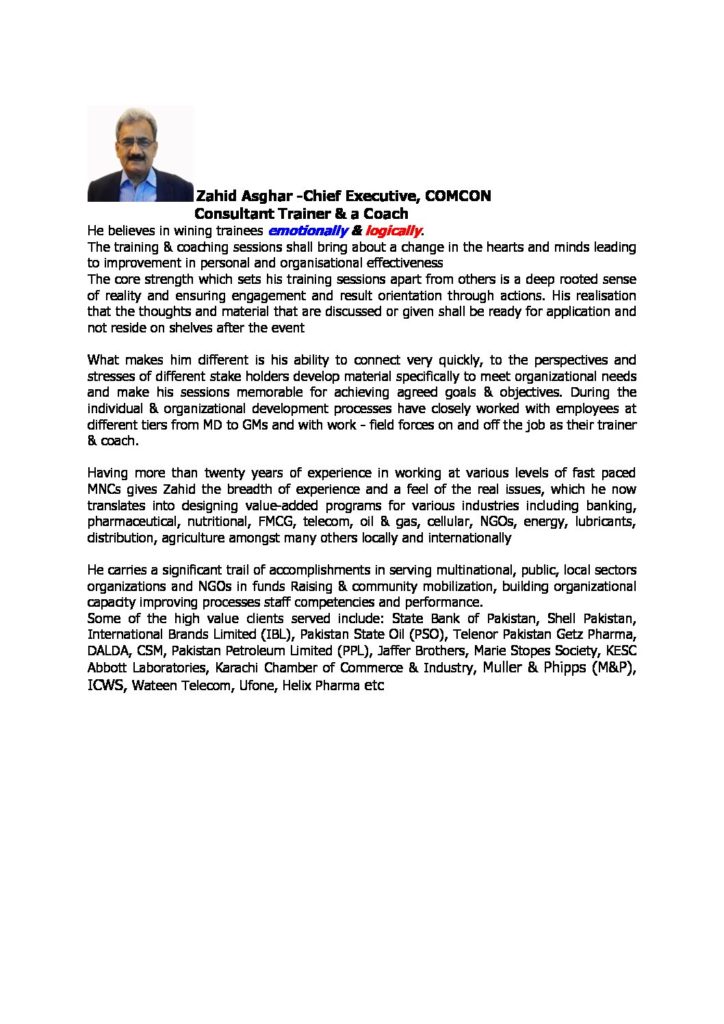 Zahid Asghar -Chief Executive, COMCON
Consultant Trainer & a Coach
He believes in wining trainees emotionally & logically.
The training & coaching sessions shall bring about a change in the hearts and minds leading
to improvement in personal and organisational effectiveness
The core strength which sets his training sessions apart from others is a deep rooted sense
of reality and ensuring engagement and result orientation through actions. His realisation
that the thoughts and material that are discussed or given shall be ready for application and
not reside on shelves after the event
What makes him different is his ability to connect very quickly, to the perspectives and
stresses of different stake holders develop material specifically to meet organizational needs
and make his sessions memorable for achieving agreed goals & objectives. During the
individual & organizational development processes have closely worked with employees at
different tiers from MD to GMs and with work - field forces on and off the job as their trainer
& coach.
Having more than twenty years of experience in working at various levels of fast paced
MNCs gives Zahid the breadth of experience and a feel of the real issues, which he now
translates into designing value-added programs for various industries including banking,
pharmaceutical, nutritional, FMCG, telecom, oil & gas, cellular, NGOs, energy, lubricants,
distribution, agriculture amongst many others locally and internationally
He carries a significant trail of accomplishments in serving multinational, public, local sectors
organizations and NGOs in funds Raising & community mobilization, building organizational
capacity improving processes staff competencies and performance.
Some of the high value clients served include: State Bank of Pakistan, Shell Pakistan,
International Brands Limited (IBL), Pakistan State Oil (PSO), Telenor Pakistan Getz Pharma,
DALDA, CSM, Pakistan Petroleum Limited (PPL), Jaffer Brothers, Marie Stopes Society, KESC
Abbott Laboratories, Karachi Chamber of Commerce & Industry, Muller & Phipps (M&P),
ICWS, Wateen Telecom, Ufone, Helix Pharma etc